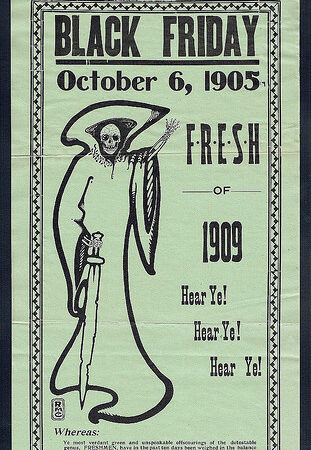 BLACK FRIDAY
October 6, 1905
F·R·E·S·H
OF
1909
Hear Ye!
Hear Ye!
Hear Ye!
Whereas:
Ye most verdant green and unspeakable offscourings of the detestable
genus, FRESHMEN, have in the past ten days been weighed in the balance